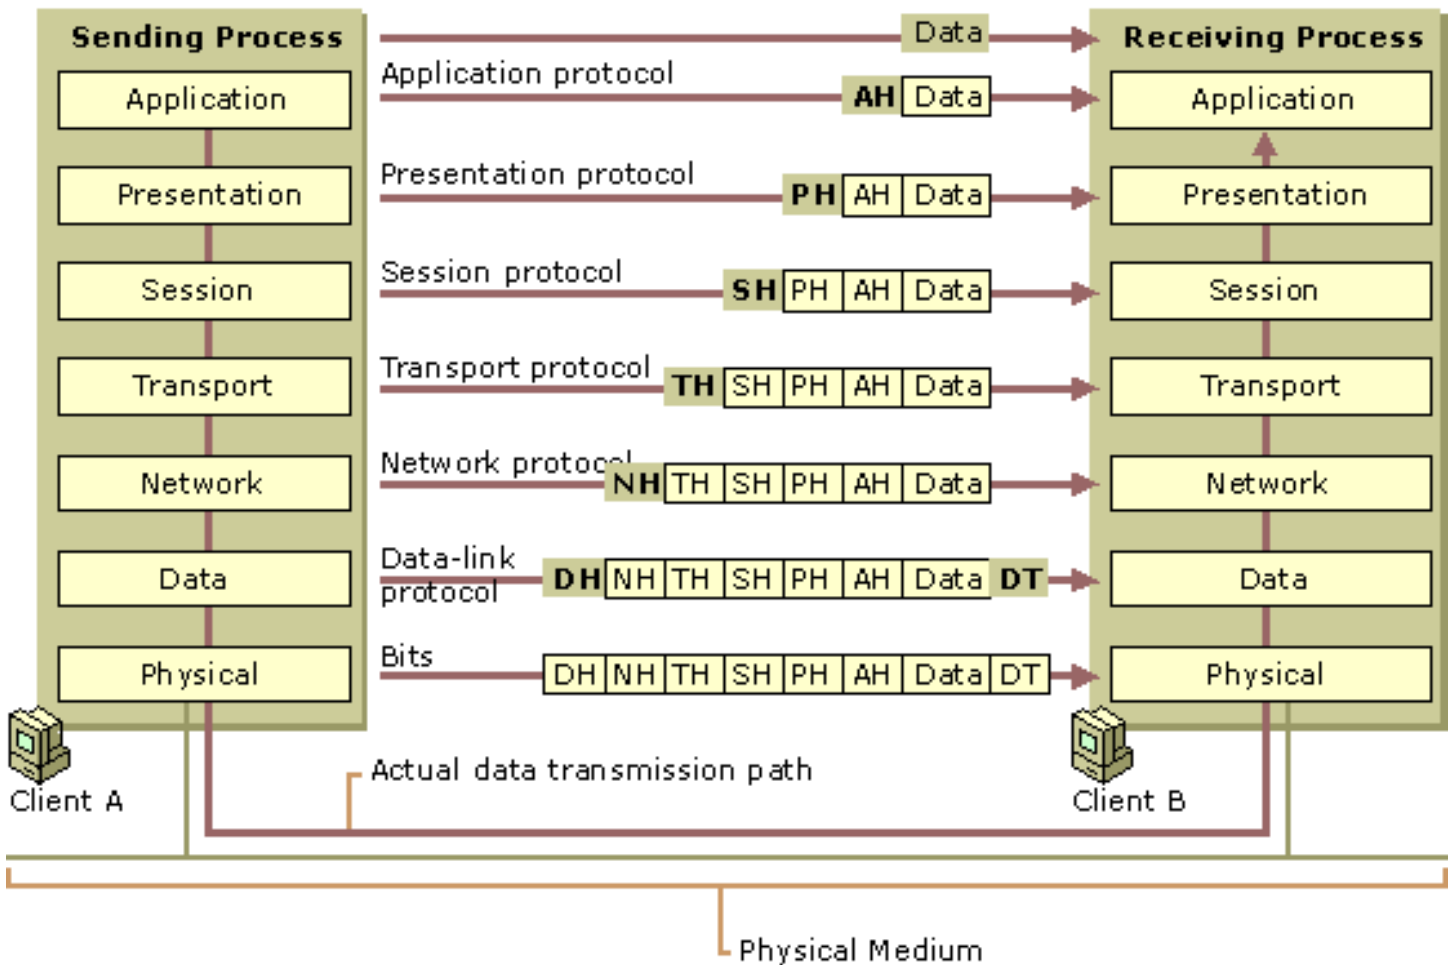 Sending Process
Data
Receiving Process
Application protocol
Application
AH Data
Application
Presentation protocol
Presentation
PH AH Data
Presentation
Session protocol
Session
SH PH AH Data
Session
Transport protocol
Transport
TH SH PH AH Data
Transport
Network protocol
Network
NH TH SH PH AH Data
Network
Data-link
protocol
Data
DH NH TH SH PH AH Data DT
Data
Bits
Physical
DH NH TH SH PH AH Data DT
Physical
Actual data transmission path
Client A
Client B
Physical Medium